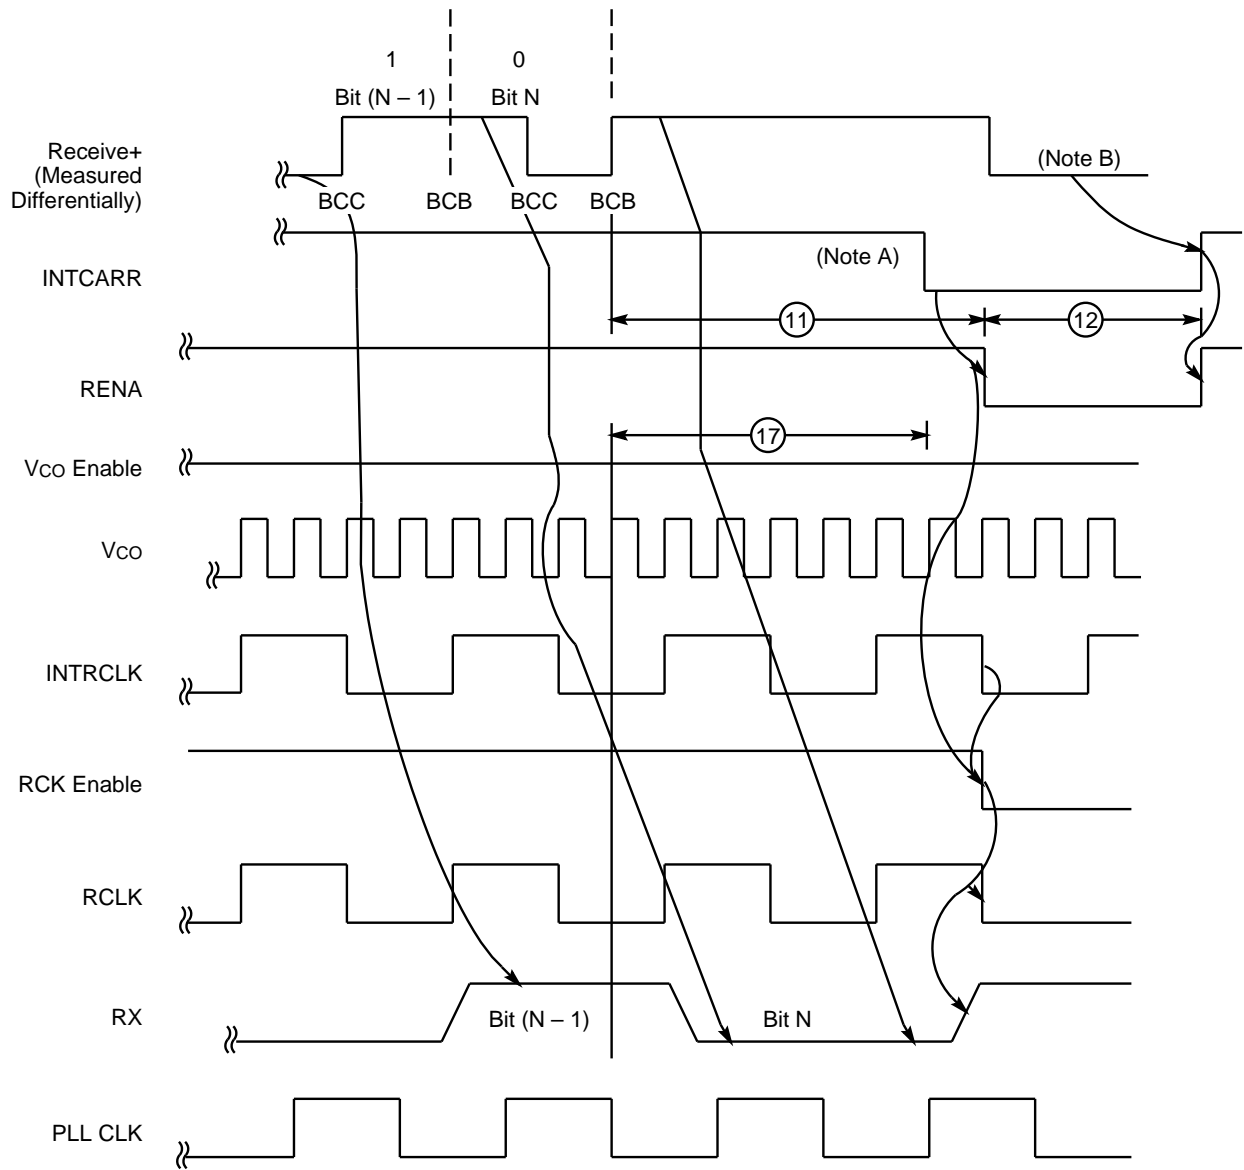 1 0
Bit (N – 1) Bit N
Receive+
(Measured
Differentially)
(Note B)
BCC BCB BCC BCB
(Note A)
INTCARR
11 12
RENA
17
VCO Enable
VCO
INTRCLK
RCK Enable
RCLK
RX
Bit (N – 1) Bit N
PLL CLK